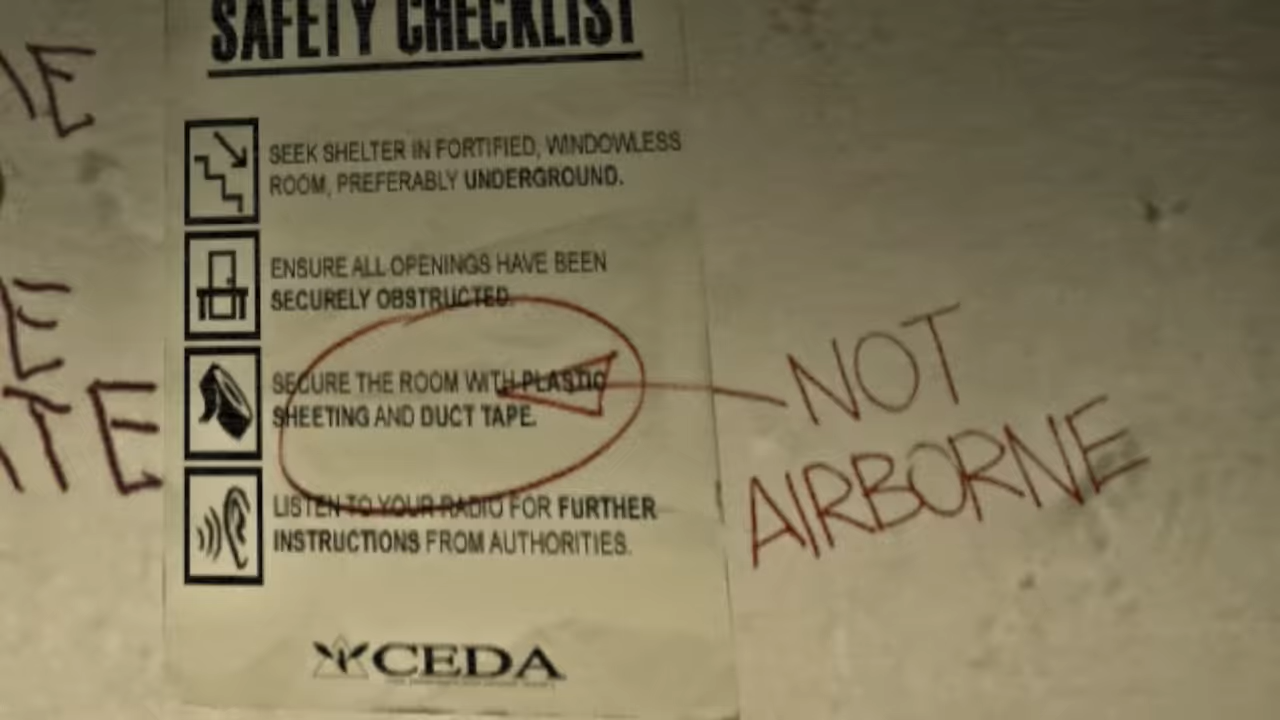 SAFETY CHECKLIST
SEEK SHELTER IN FORTIFIED, WINDOWLESS
ROOM, PREFERABLY UNDERGROUND.
ENSURE ALL OPENINGS HAVE BEEN
SECURELY OBSTRUCTED.
SECURE THE ROOM WITH PLASTIC
SHEETING AND DUCT TAPE.
LISTEN TO YOUR RADIO FOR FURTHER
INSTRUCTIONS FROM AUTHORITIES.
CEDA
NOT
AIRBORNE